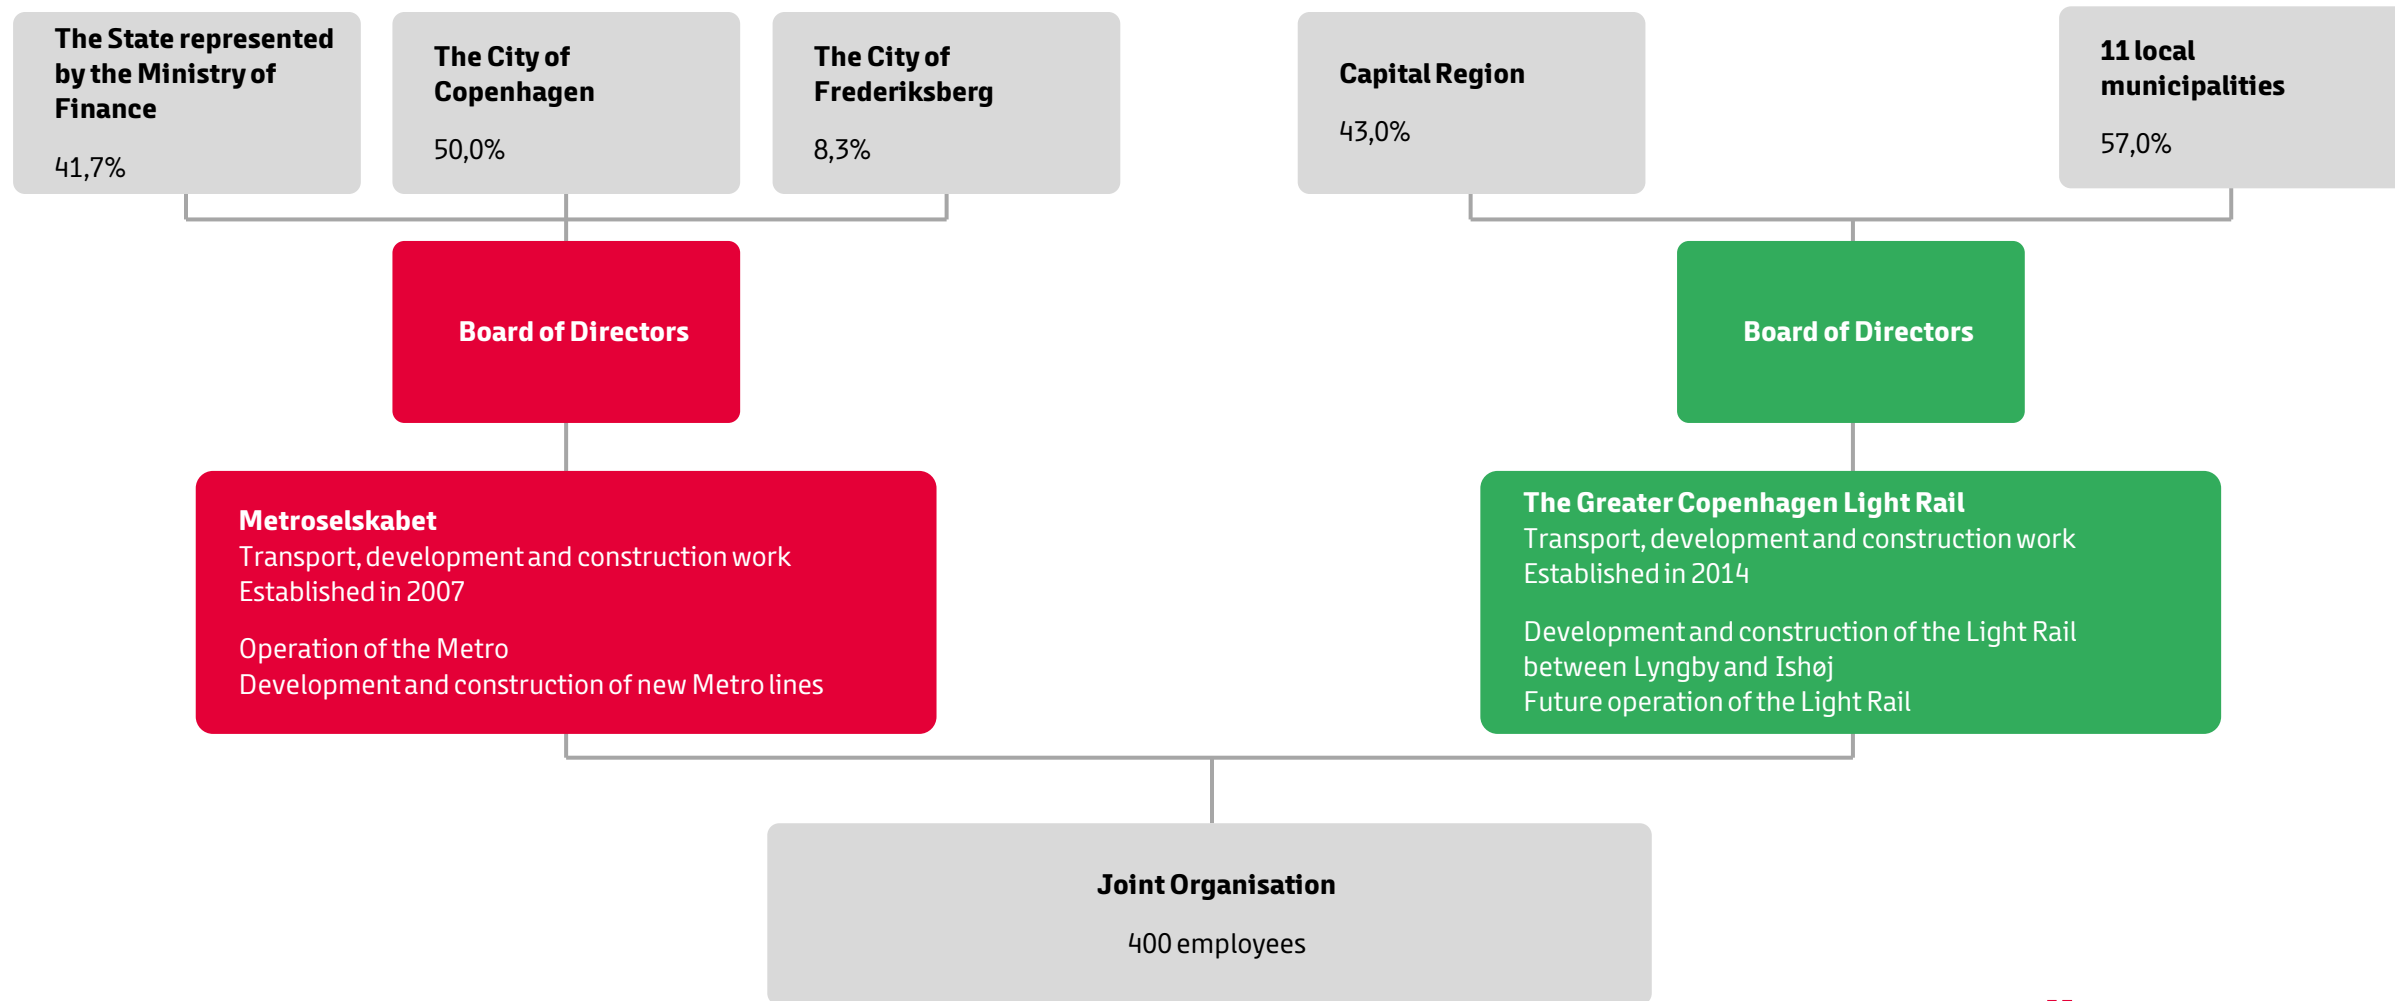 The State represented
by the Ministry of
Finance
41,7%
The City of
Copenhagen
50,0%
The City of
Frederiksberg
8,3%
Capital Region
43,0%
11 local
municipalities
57,0%
Board of Directors
Board of Directors
Metroselskabet
Transport, development and construction work
Established in 2007
Operation of the Metro
Development and construction of new Metro lines
The Greater Copenhagen Light Rail
Transport, development and construction work
Established in 2014
Development and construction of the Light Rail
between Lyngby and Ishøj
Future operation of the Light Rail
Joint Organisation
400 employees